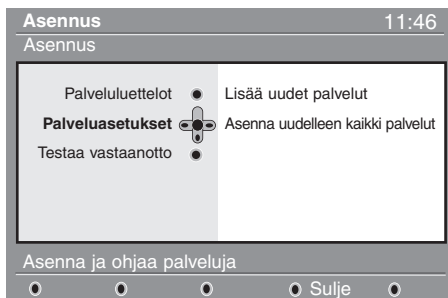 Asennus 11:46
Asennus
Palveluluettelot Lisää uudet palvelut
Palveluasetukset Asenna uudelleen kaikki palvelut
Testaa vastaanotto
Asenna ja ohjaa palveluja
Sulje